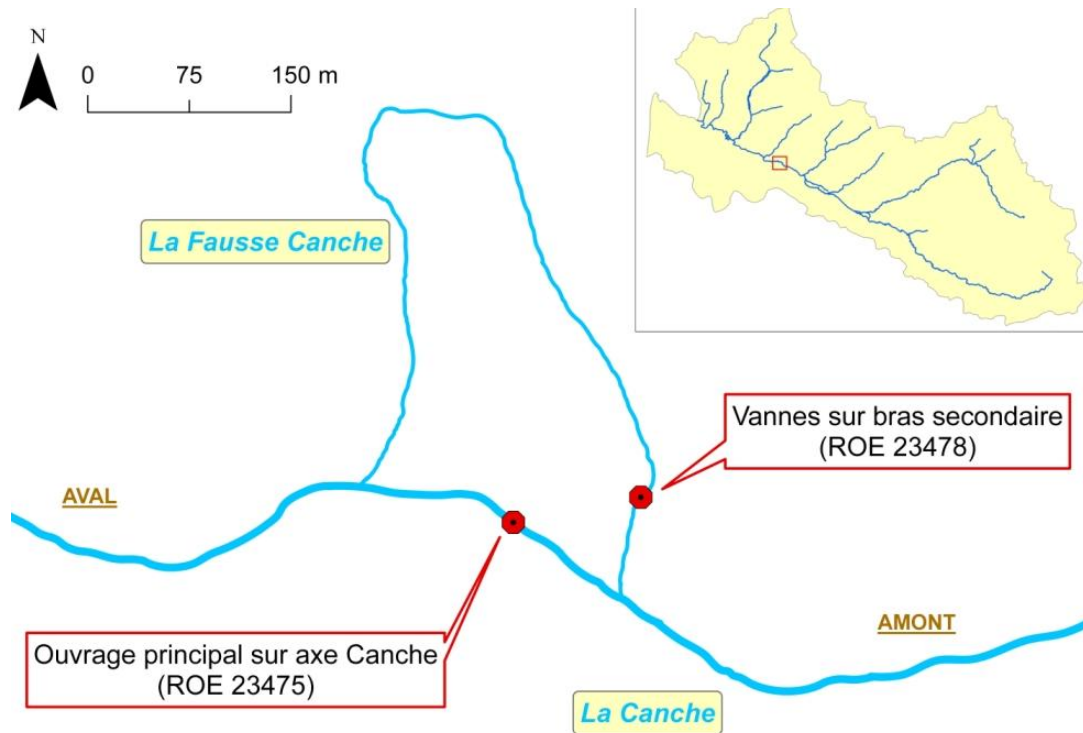 N
0 75 150 m
La Fausse Canche
Vannes sur bras secondaire
(ROE 23478)
AVAL
AMONT
Ouvrage principal sur axe Canche
(ROE 23475)
La Canche